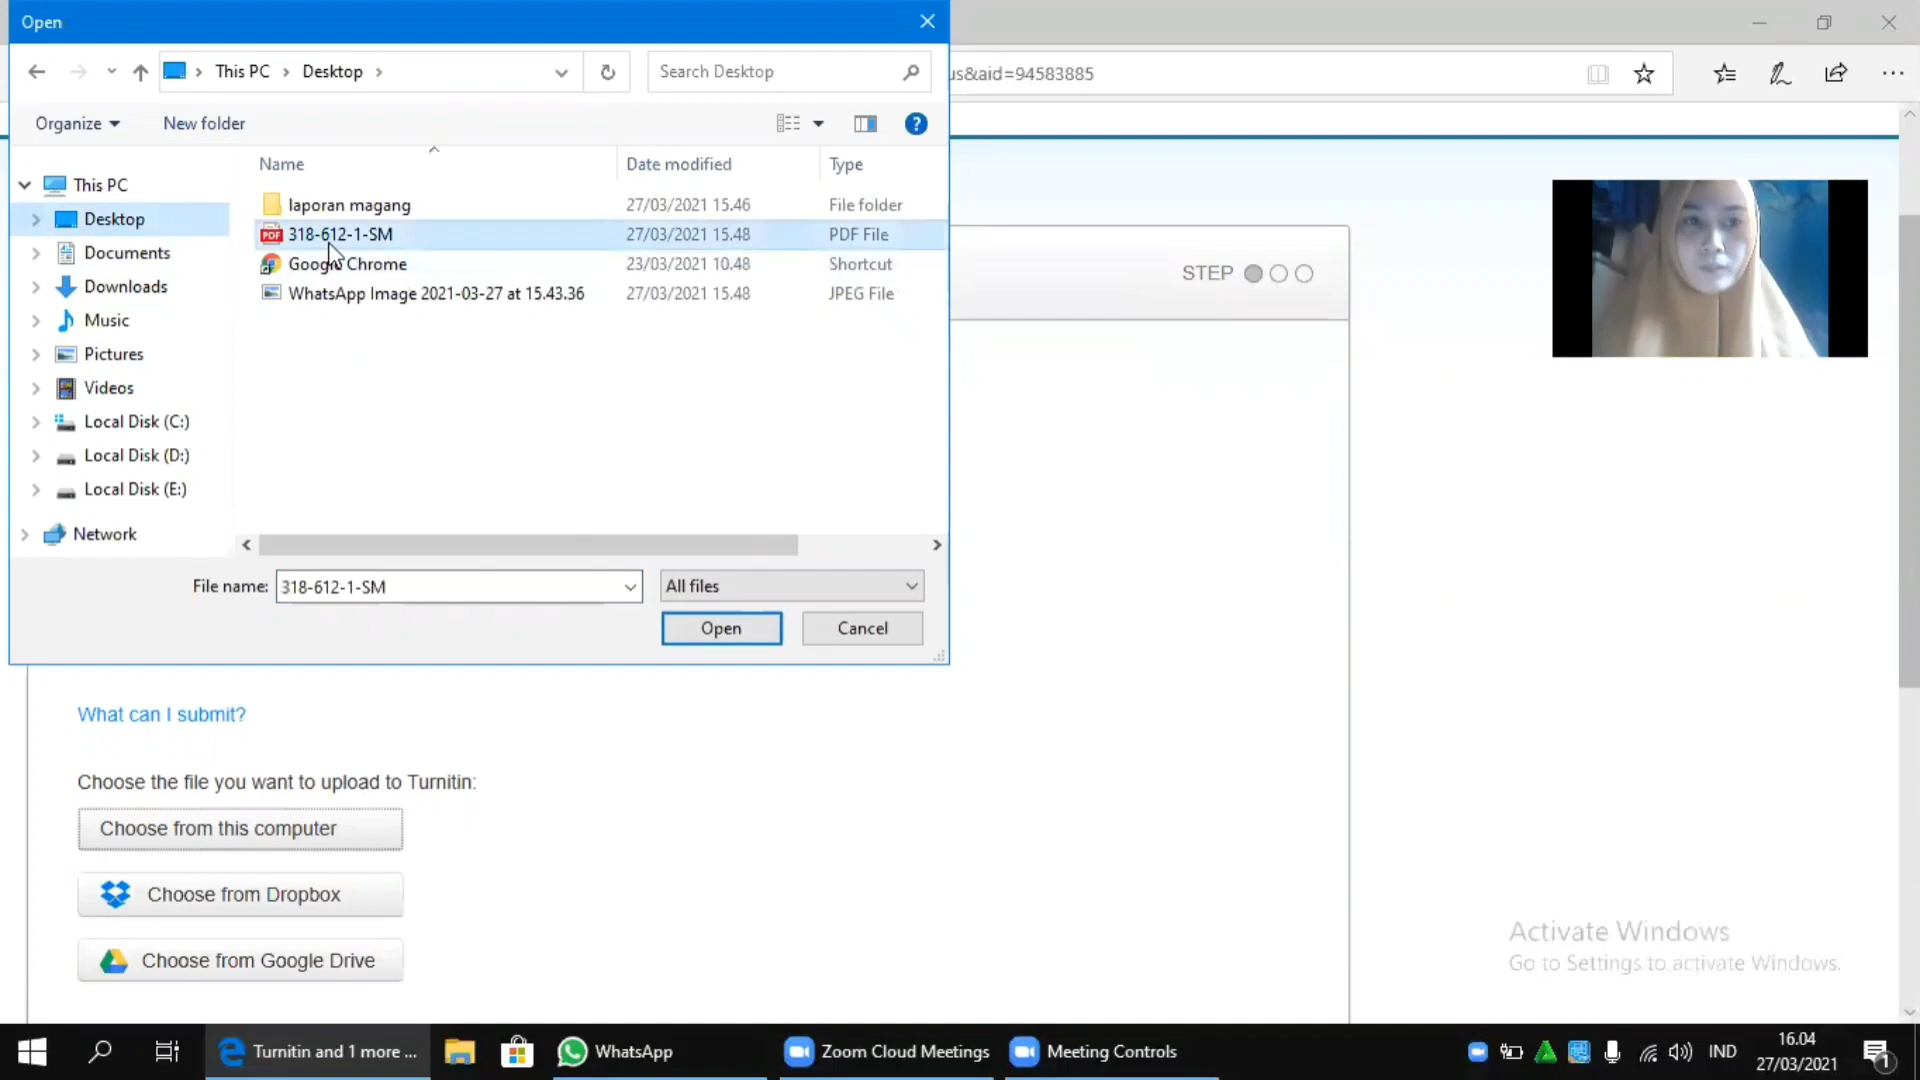 Open
This PC > Desktop >
Search Desktop
us&aid=94583885
Organize
New folder
Name
Date modified
Type
This PC
Desktop
Documents
Downloads
Music
Pictures
Videos
Local Disk (C:)
Local Disk (D:)
Local Disk (E:)
Network
laporan magang 27/03/2021 15.46 File folder
PDF 318-612-1-SM 27/03/2021 15.48 PDF File
Google Chrome 23/03/2021 10.48 Shortcut
WhatsApp Image 2021-03-27 at 15.43.36 27/03/2021 15.48 JPEG File
STEP
File name: 318-612-1-SM
All files
Open
Cancel
What can I submit?
Choose the file you want to upload to Turnitin:
Choose from this computer
Choose from Dropbox
Choose from Google Drive
Activate Windows
Go to Settings to activate Windows.
Turnitin and 1 more ...
WhatsApp
Zoom Cloud Meetings
Meeting Controls
IND
16.04
27/03/2021
1